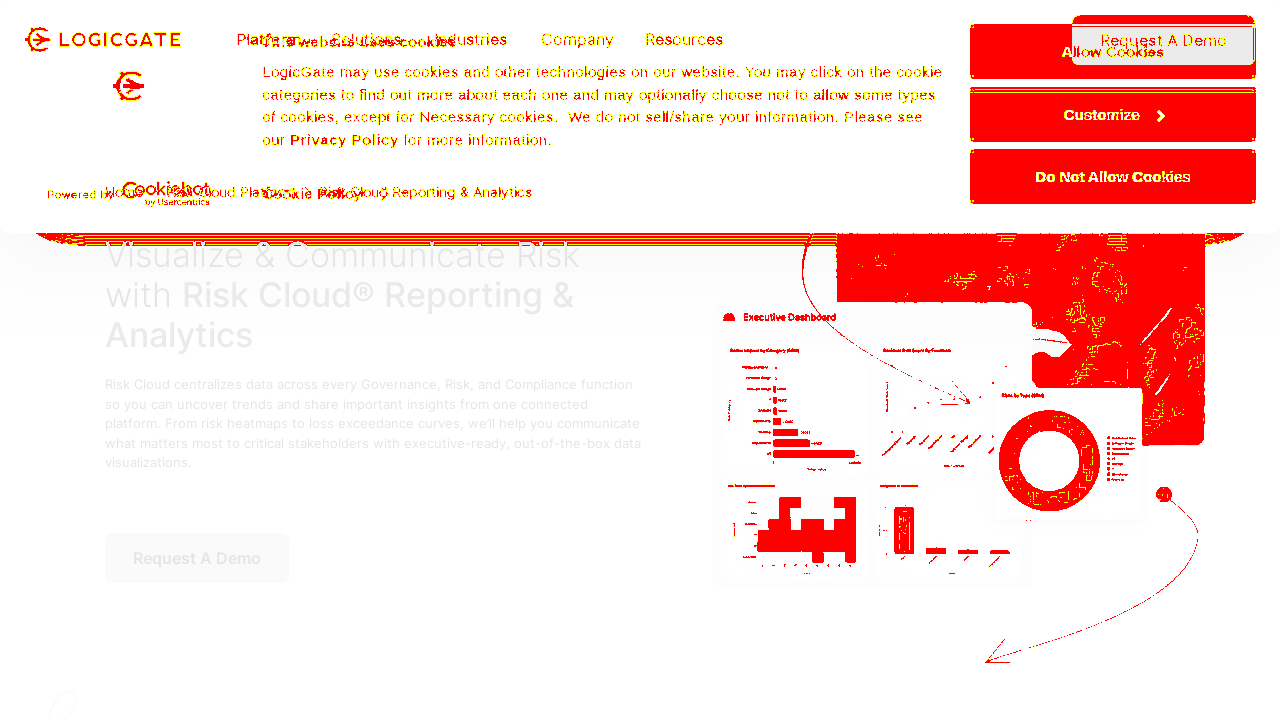 LOGICGATE
Platform Solutions Industries Company Resources
Request A Demo
This website uses cookies
LogicGate may use cookies and other technologies on our website. You may click on the cookie
categories to find out more about each one and may optionally choose not to allow some types
of cookies, except for Necessary cookies.  We do not sell/share your information. Please see
our Privacy Policy for more information.
Allow Cookies
Customize
Do Not Allow Cookies
Powered by Cookiebot
by Usercentrics
Home Risk Cloud Platform Risk Cloud Reporting & Analytics
Cookie Policy
Visualize & Communicate Risk
with Risk Cloud® Reporting &
Analytics
Risk Cloud centralizes data across every Governance, Risk, and Compliance function
so you can uncover trends and share important insights from one connected
platform. From risk heatmaps to loss exceedance curves, we'll help you communicate
what matters most to critical stakeholders with executive-ready, out-of-the-box data
visualizations.
Request A Demo
Executive Dashboard